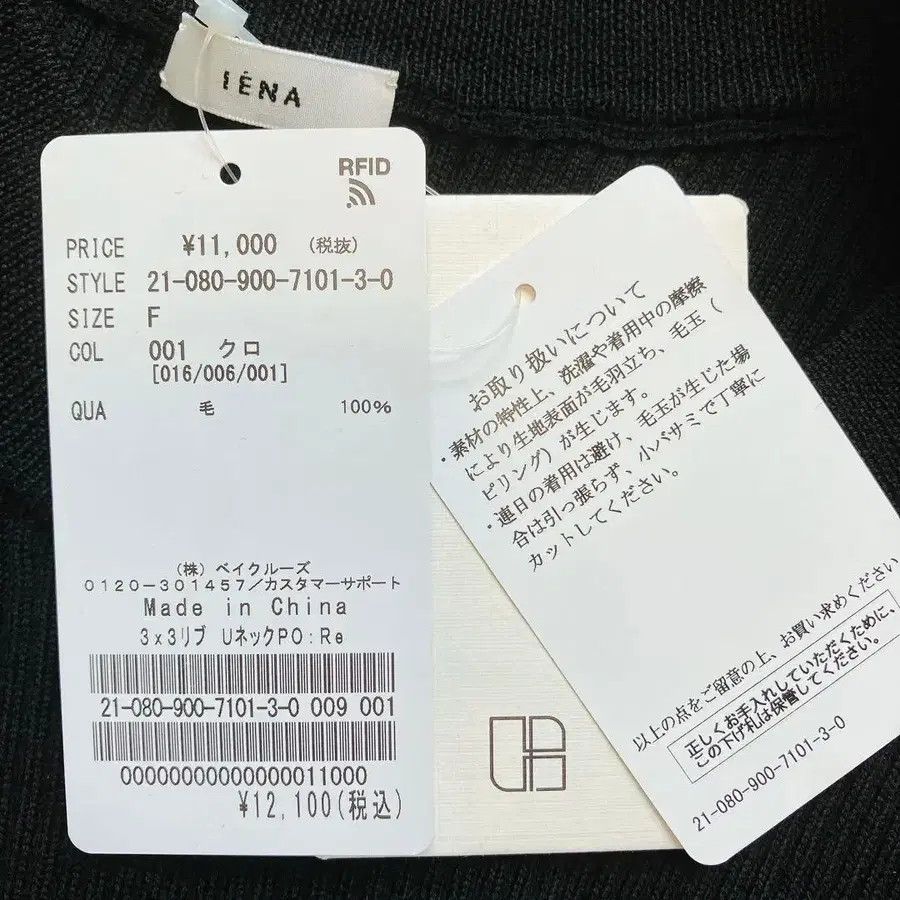 IÉNA
RFID
PRICE ¥11,000 (税抜)
STYLE 21-080-900-7101-3-0
SIZE F
COL 001 クロ
[016/006/001]
QUA 毛 100%
(株)ベイクルーズ
0120-301457/カスタマーサポート
Made in China
3x3リブ UネックPO:Re
21-080-900-7101-3-0 009 001
00000000000000011000
¥12,100(税込)
お取り扱いについて
・素材の特性上、洗濯や着用中の摩擦
により生地表面が毛羽立ち、毛玉(
ピリング)が生じます。
・連日の着用は避け、毛玉が生じた場
合は引っ張らず、小バサミで丁寧に
カットしてください。
以上の点をご留意の上、お買い求めください
正しくお手入れしていただくために、
この下げ札は保管してください。
21-080-900-7101-3-0